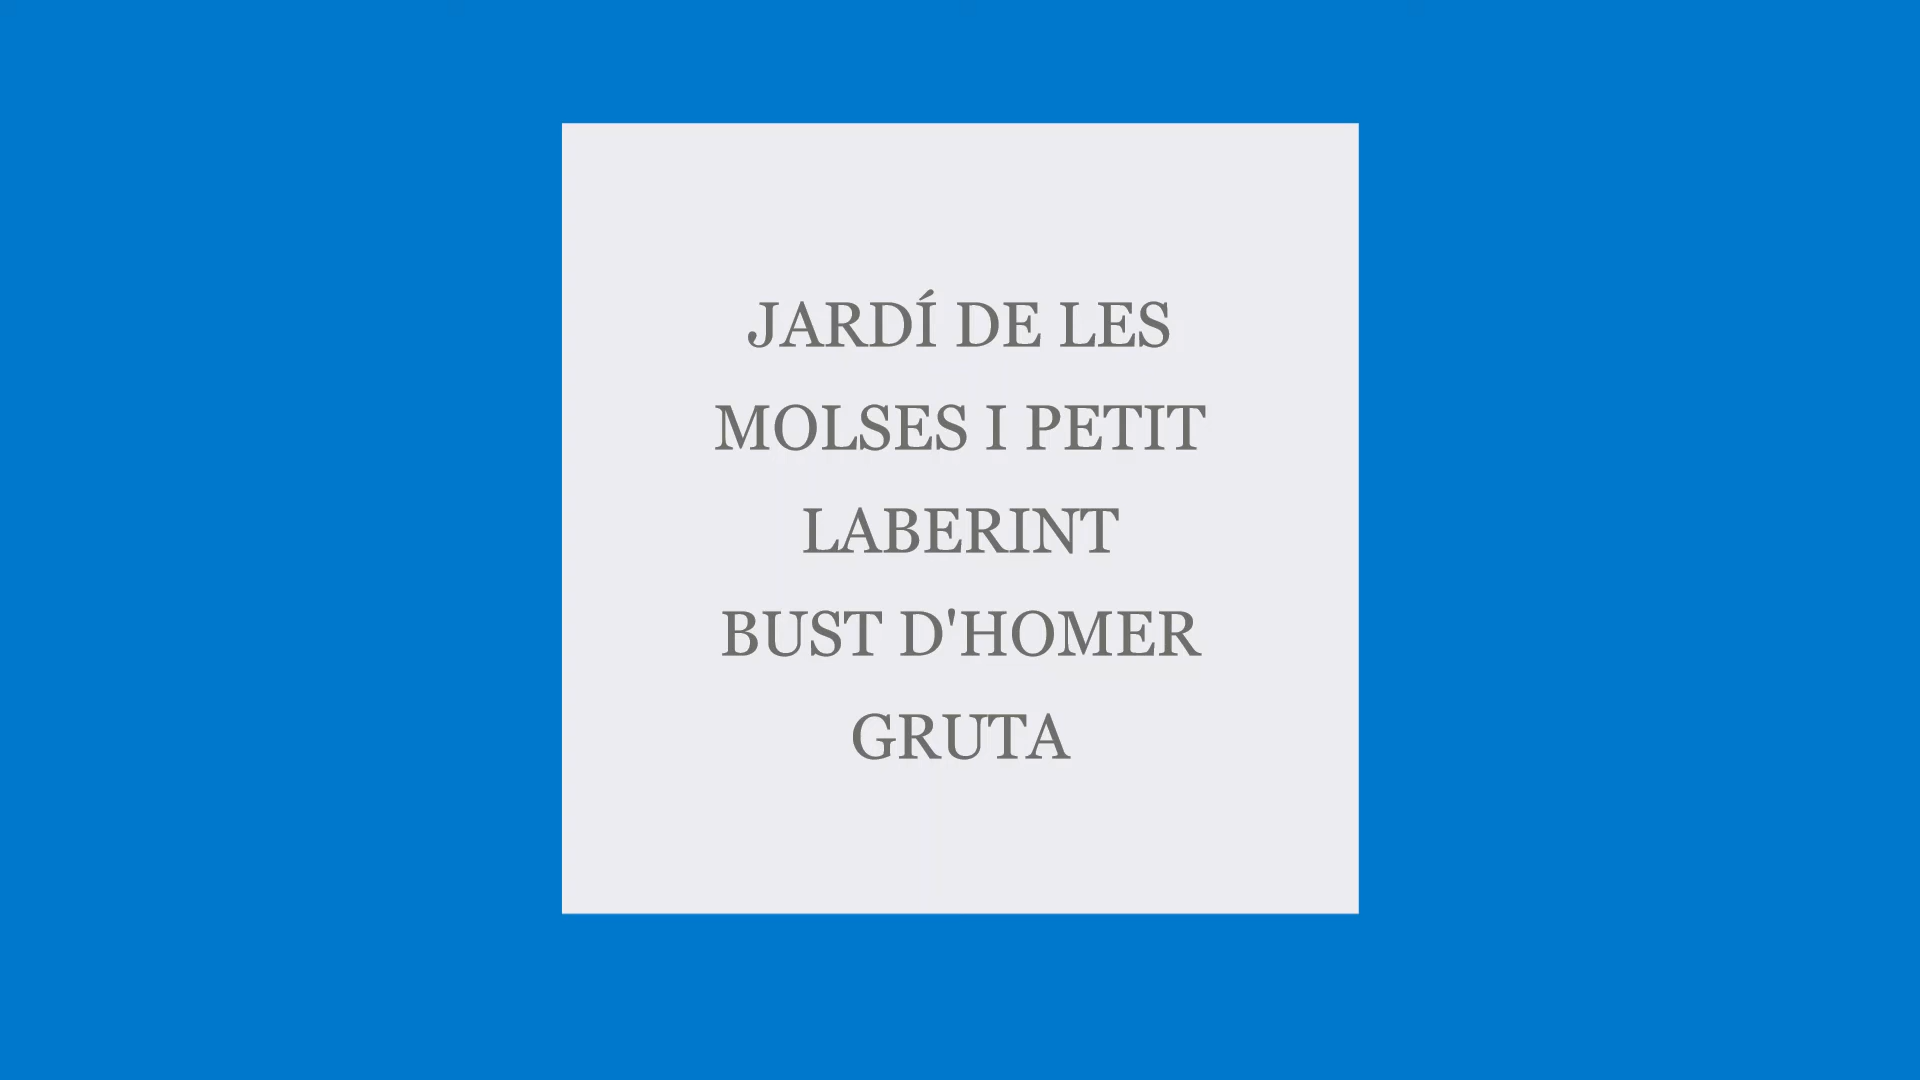 JARDÍ DE LES
MOLSES I PETIT
LABERINT
BUST D'HOMER
GRUTA